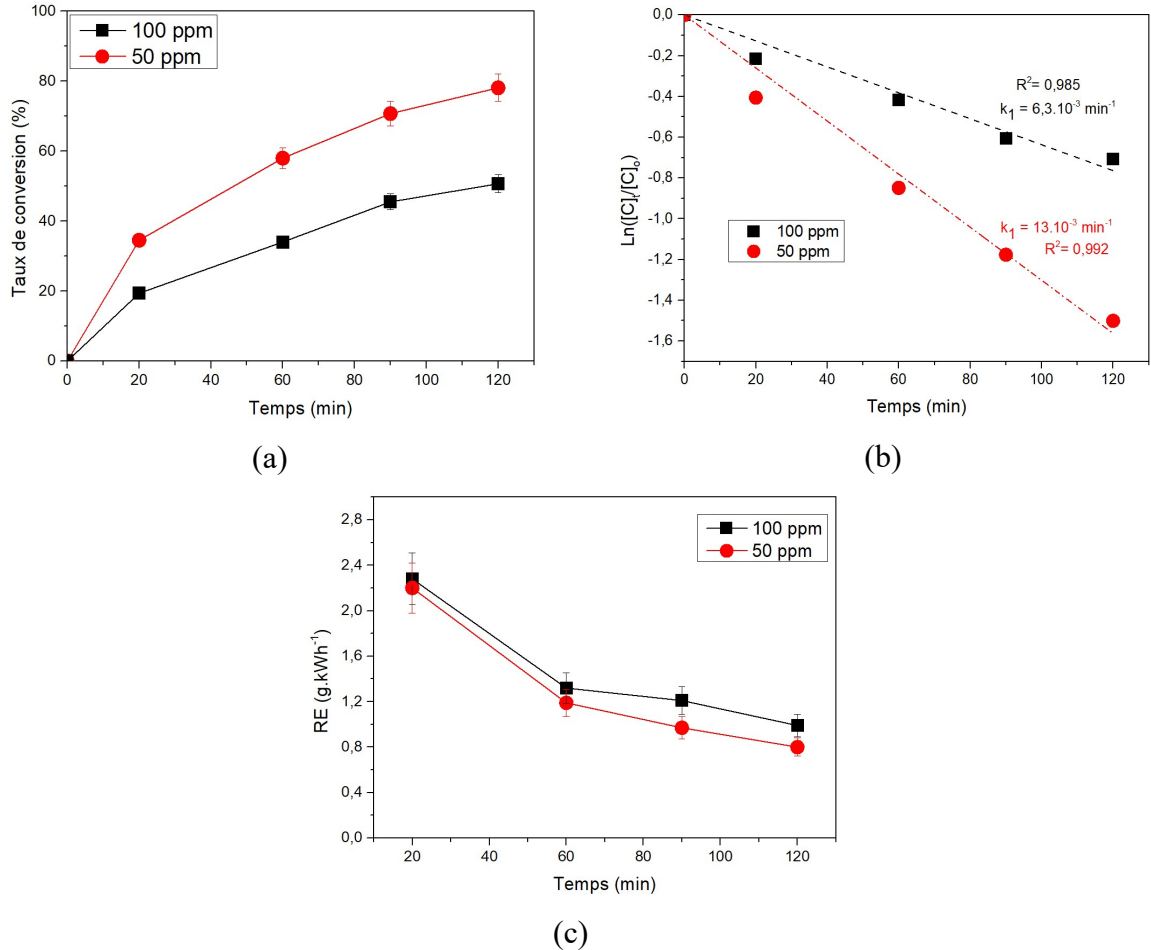 100 ppm
50 ppm
Taux de conversion (%)
100
80
60
40
20
0
0 20 40 60 80 100 120
Temps (min)
(a)
Ln([C]t/[C]o)
0,0
-0,2
-0,4
-0,6
-0,8
-1,0
-1,2
-1,4
-1,6
R²= 0,985
k₁ = 6,3.10⁻³ min⁻¹
100 ppm
50 ppm
k₁ = 13.10⁻³ min⁻¹
R²= 0,992
0 20 40 60 80 100 120
Temps (min)
(b)
RE (g.kWh⁻¹)
2,8
2,4
2,0
1,6
1,2
0,8
0,4
0,0
100 ppm
50 ppm
20 40 60 80 100 120
Temps (min)
(c)